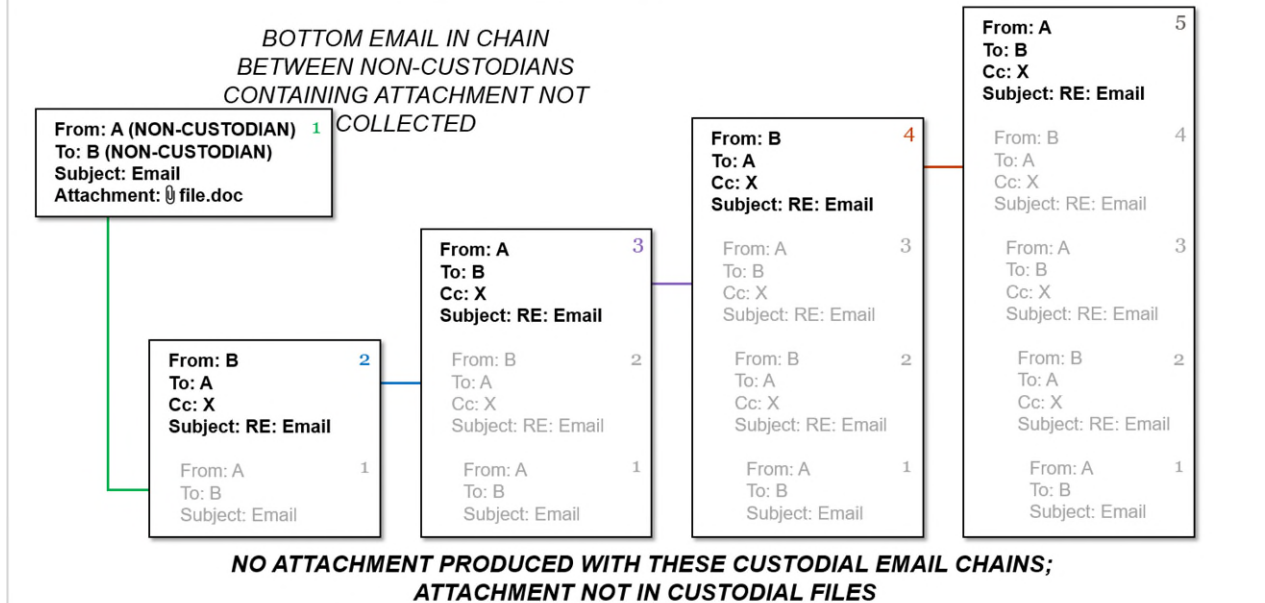 BOTTOM EMAIL IN CHAIN
BETWEEN NON-CUSTODIANS
CONTAINING ATTACHMENT NOT
COLLECTED
From: A (NON-CUSTODIAN) 1
To: B (NON-CUSTODIAN)
Subject: Email
Attachment: file.doc
From: B 2
To: A
Cc: X
Subject: RE: Email
From: A 1
To: B
Subject: Email
From: A 3
To: B
Cc: X
Subject: RE: Email
From: B 2
To: A
Cc: X
Subject: RE: Email
From: A 1
To: B
Subject: Email
From: B 4
To: A
Cc: X
Subject: RE: Email
From: A 3
To: B
Cc: X
Subject: RE: Email
From: B 2
To: A
Cc: X
Subject: RE: Email
From: A 1
To: B
Subject: Email
From: A 5
To: B
Cc: X
Subject: RE: Email
From: B 4
To: A
Cc: X
Subject: RE: Email
From: A 3
To: B
Cc: X
Subject: RE: Email
From: B 2
To: A
Cc: X
Subject: RE: Email
From: A 1
To: B
Subject: Email
NO ATTACHMENT PRODUCED WITH THESE CUSTODIAL EMAIL CHAINS;
ATTACHMENT NOT IN CUSTODIAL FILES